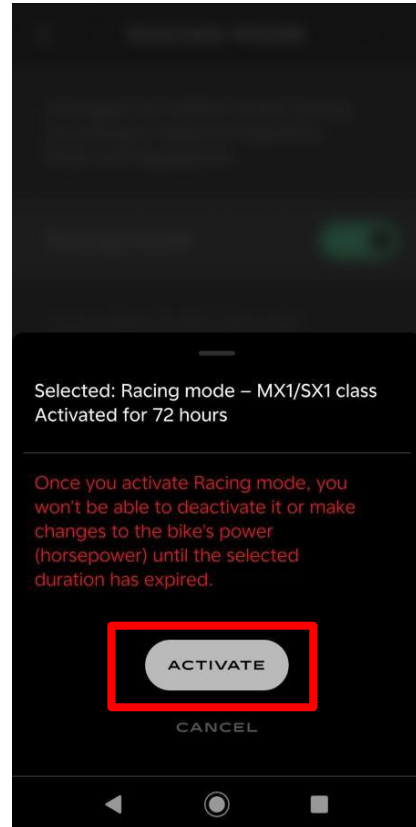 Selected: Racing mode – MX1/SX1 class
Activated for 72 hours
Once you activate Racing mode, you
won't be able to deactivate it or make
changes to the bike's power
(horsepower) until the selected
duration has expired.
ACTIVATE
CANCEL